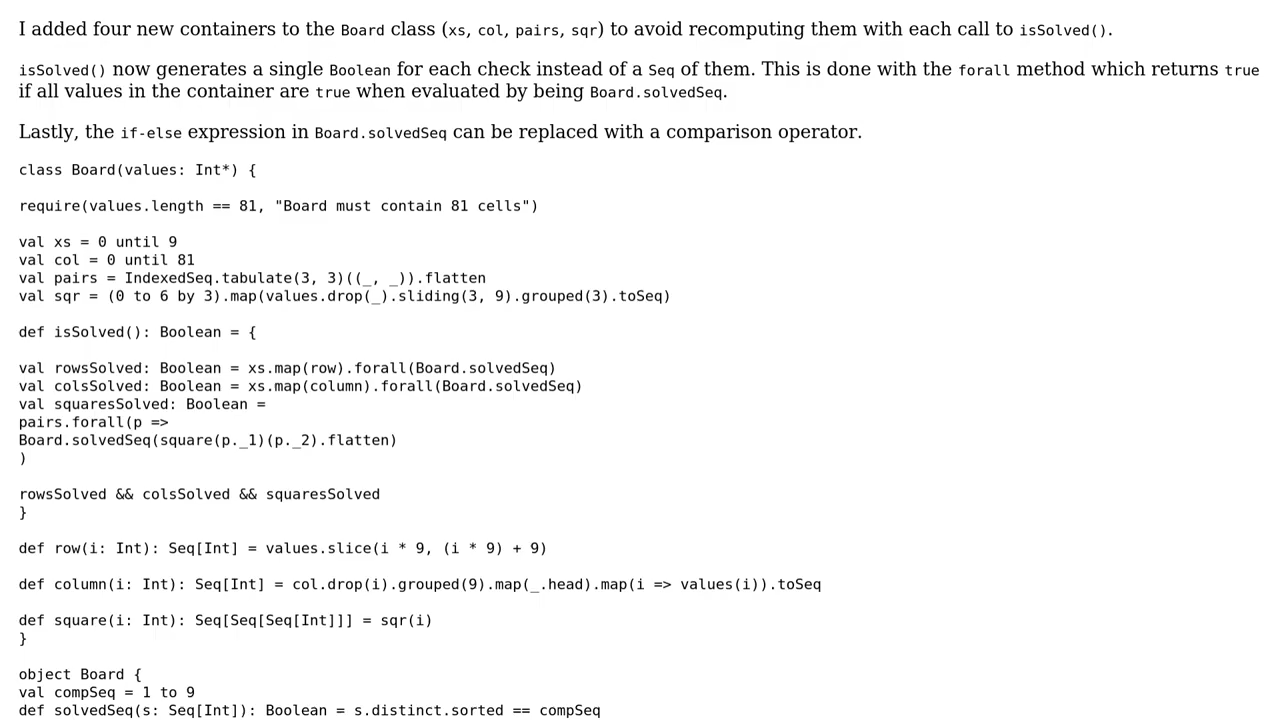 I added four new containers to the Board class (xs, col, pairs, sqr) to avoid recomputing them with each call to isSolved().
isSolved() now generates a single Boolean for each check instead of a Seq of them. This is done with the forall method which returns true
if all values in the container are true when evaluated by being Board.solvedSeq.
Lastly, the if-else expression in Board.solvedSeq can be replaced with a comparison operator.
class Board(values: Int*) {
require(values.length == 81, "Board must contain 81 cells")
val xs = 0 until 9
val col = 0 until 81
val pairs = IndexedSeq.tabulate(3, 3)((_, _)).flatten
val sqr = (0 to 6 by 3).map(values.drop(_).sliding(3, 9).grouped(3).toSeq)
def isSolved(): Boolean = {
val rowsSolved: Boolean = xs.map(row).forall(Board.solvedSeq)
val colsSolved: Boolean = xs.map(column).forall(Board.solvedSeq)
val squaresSolved: Boolean =
pairs.forall(p =>
Board.solvedSeq(square(p._1)(p._2).flatten)
)
rowsSolved && colsSolved && squaresSolved
}
def row(i: Int): Seq[Int] = values.slice(i * 9, (i * 9) + 9)
def column(i: Int): Seq[Int] = col.drop(i).grouped(9).map(_.head).map(i => values(i)).toSeq
def square(i: Int): Seq[Seq[Seq[Int]]] = sqr(i)
}
object Board {
val compSeq = 1 to 9
def solvedSeq(s: Seq[Int]): Boolean = s.distinct.sorted == compSeq